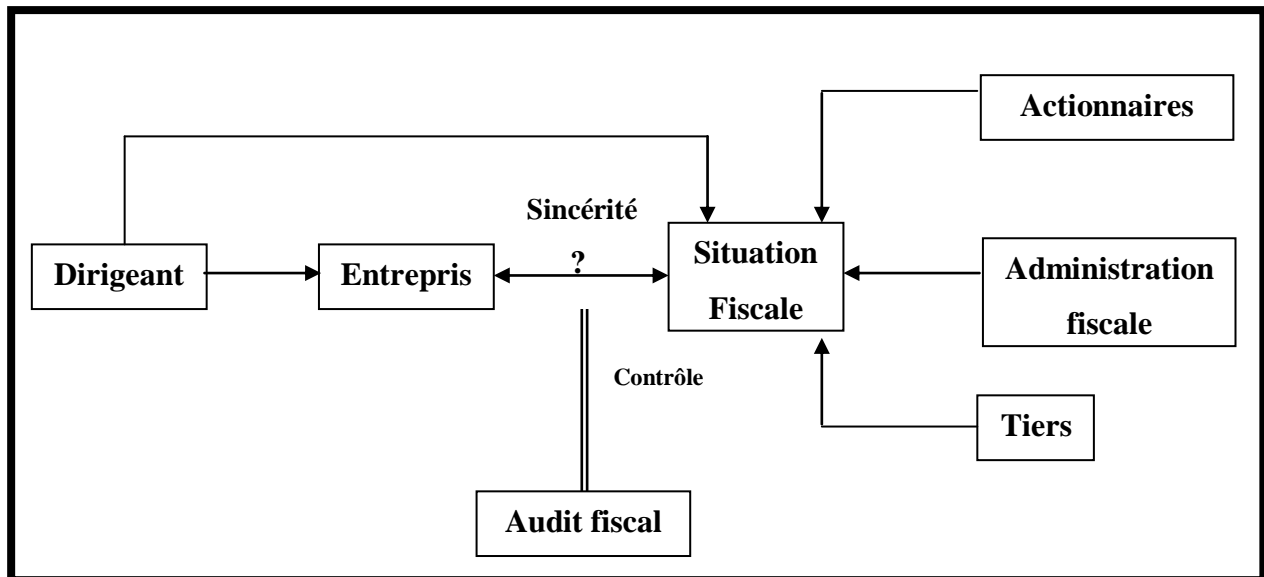 Actionnaires
Sincérité
?
Dirigeant
Entrepris
Situation
Fiscale
Administration
fiscale
Contrôle
Tiers
Audit fiscal